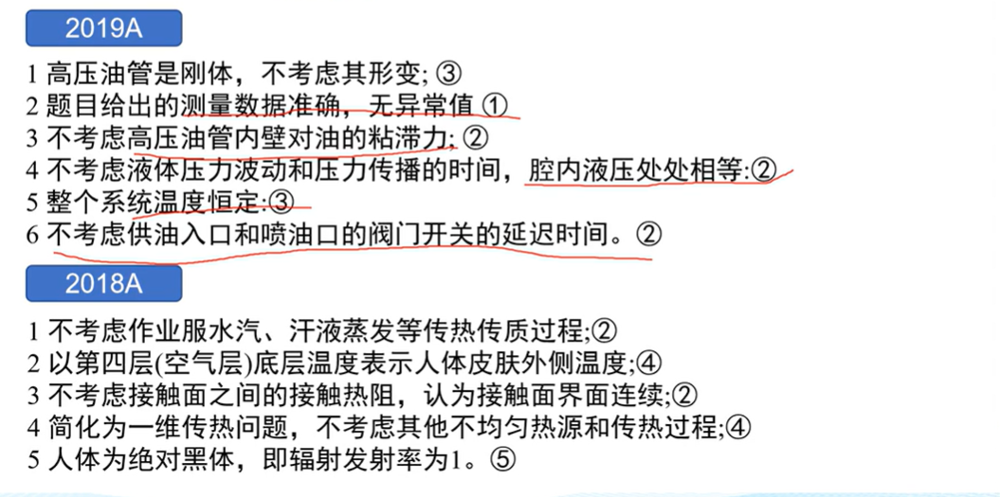 2019A
1 高压油管是刚体，不考虑其形变; ③
2 题目给出的测量数据准确，无异常值 ①
3 不考虑高压油管内壁对油的粘滞力; ②
4 不考虑液体压力波动和压力传播的时间，腔内液压处处相等:②
5 整个系统温度恒定:③
6 不考虑供油入口和喷油口的阀门开关的延迟时间。②
2018A
1 不考虑作业服水汽、汗液蒸发等传热传质过程;②
2 以第四层(空气层)底层温度表示人体皮肤外侧温度;④
3 不考虑接触面之间的接触热阻，认为接触面界面连续;②
4 简化为一维传热问题，不考虑其他不均匀热源和传热过程;④
5 人体为绝对黑体，即辐射发射率为1。⑤